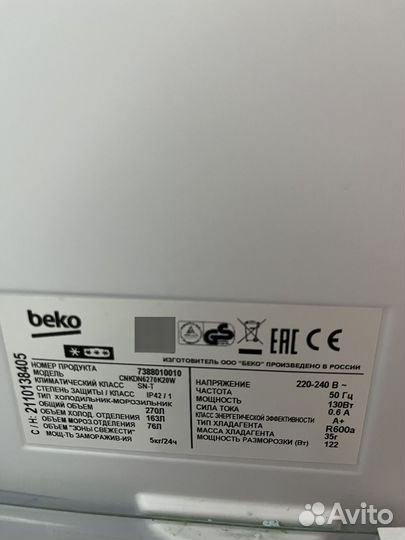 beko
GS
EAC
CE
ИЗГОТОВИТЕЛЬ ООО "БЕКО" ПРОИЗВЕДЕНО В РОССИИ
С / Н: 2110138405
НОМЕР ПРОДУКТА 7388010010
МОДЕЛЬ CNKDN6270K20W
КЛИМАТИЧЕСКИЙ КЛАСС SN-T
СТЕПЕНЬ ЗАЩИТЫ / КЛАСС IP42 / 1
ТИП ХОЛОДИЛЬНИК-МОРОЗИЛЬНИК
ОБЩИЙ ОБЪЕМ 270Л
ОБЪЕМ ХОЛОД. ОТДЕЛЕНИЯ 163Л
ОБЪЕМ МОРОЗ.ОТДЕЛЕНИЯ 76Л
ОБЪЕМ "ЗОНЫ СВЕЖЕСТИ"
МОЩ-ТЬ ЗАМОРАЖИВ-ИЯ 5кг/24ч
НАПРЯЖЕНИЕ 220-240 В ~
ЧАСТОТА 50 Гц
МОЩНОСТЬ 130Вт
СИЛА ТОКА 0.6 А
КЛАСС ЭНЕРГЕТИЧЕСКОЙ ЭФФЕКТИВНОСТИ A+
ТИП ХЛАДАГЕНТА R600a
МАССА ХЛАДАГЕНТА 35г
МОЩНОСТЬ РАЗМОРОЗКИ (Вт) 122
Avito